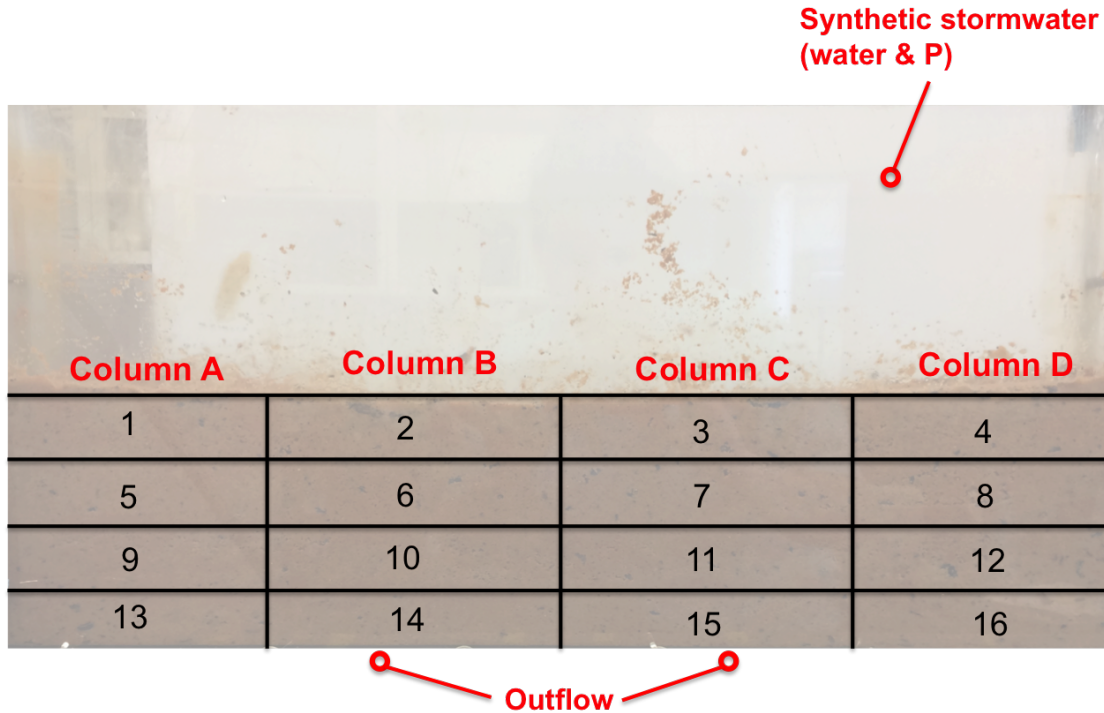 Synthetic stormwater
(water & P)
Column A
Column B
Column C
Column D
1
2
3
4
5
6
7
8
9
10
11
12
13
14
15
16
Outflow